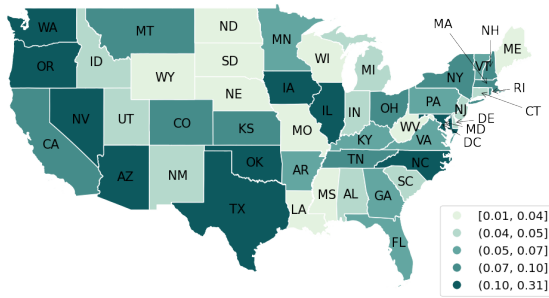 WA
MT
ND
MN
MA
NH
ME
OR
ID
SD
WI
MI
VT
NY
WY
IA
RI
NE
PA
NJ
CT
NV
UT
CO
KS
MO
IL
IN
OH
WV
VA
DE
MD
DC
CA
KY
AZ
NM
OK
AR
TN
NC
SC
TX
LA
MS
AL
GA
FL
[0.01, 0.04]
(0.04, 0.05]
(0.05, 0.07]
(0.07, 0.10]
(0.10, 0.31]